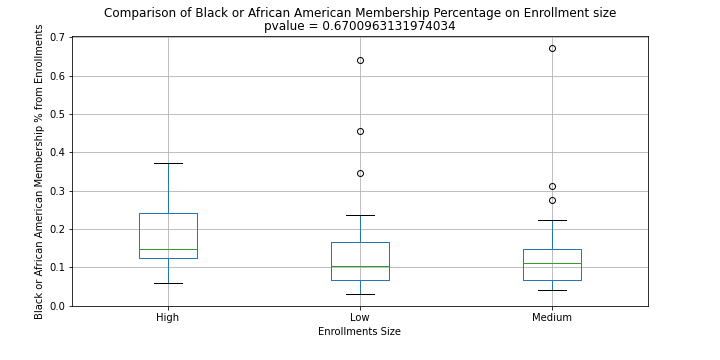 Comparison of Black or African American Membership Percentage on Enrollment size
pvalue = 0.6700963131974034
Black or African American Membership % from Enrollments
0.7
0.6
0.5
0.4
0.3
0.2
0.1
0.0
High
Low
Medium
Enrollments Size